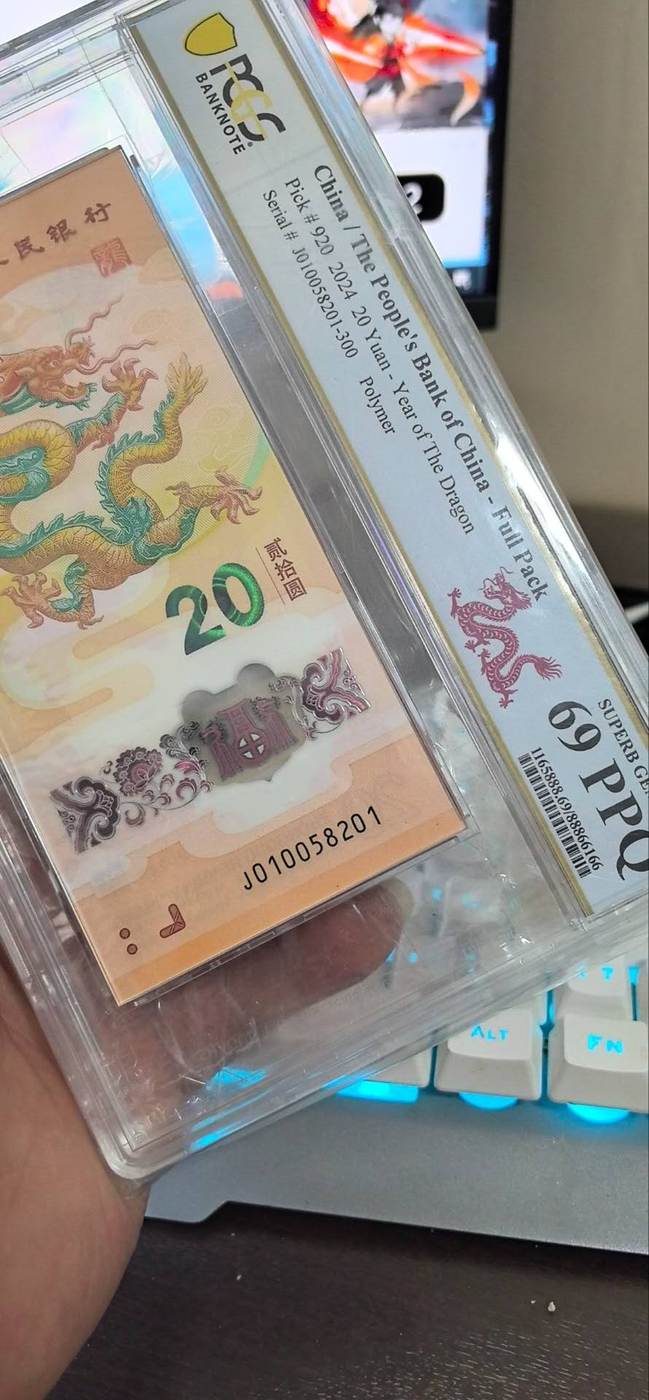 PCGS
BANKNOTE
China / The People's Bank of China - Full Pack
Pick # 920 2024 20 Yuan - Year of The Dragon
Serial # J010058201-300 Polymer
SUPERB GE
69 PPQ
1165888.69/88866166
民银行
20
贰拾圆
J010058201
ALT
FN